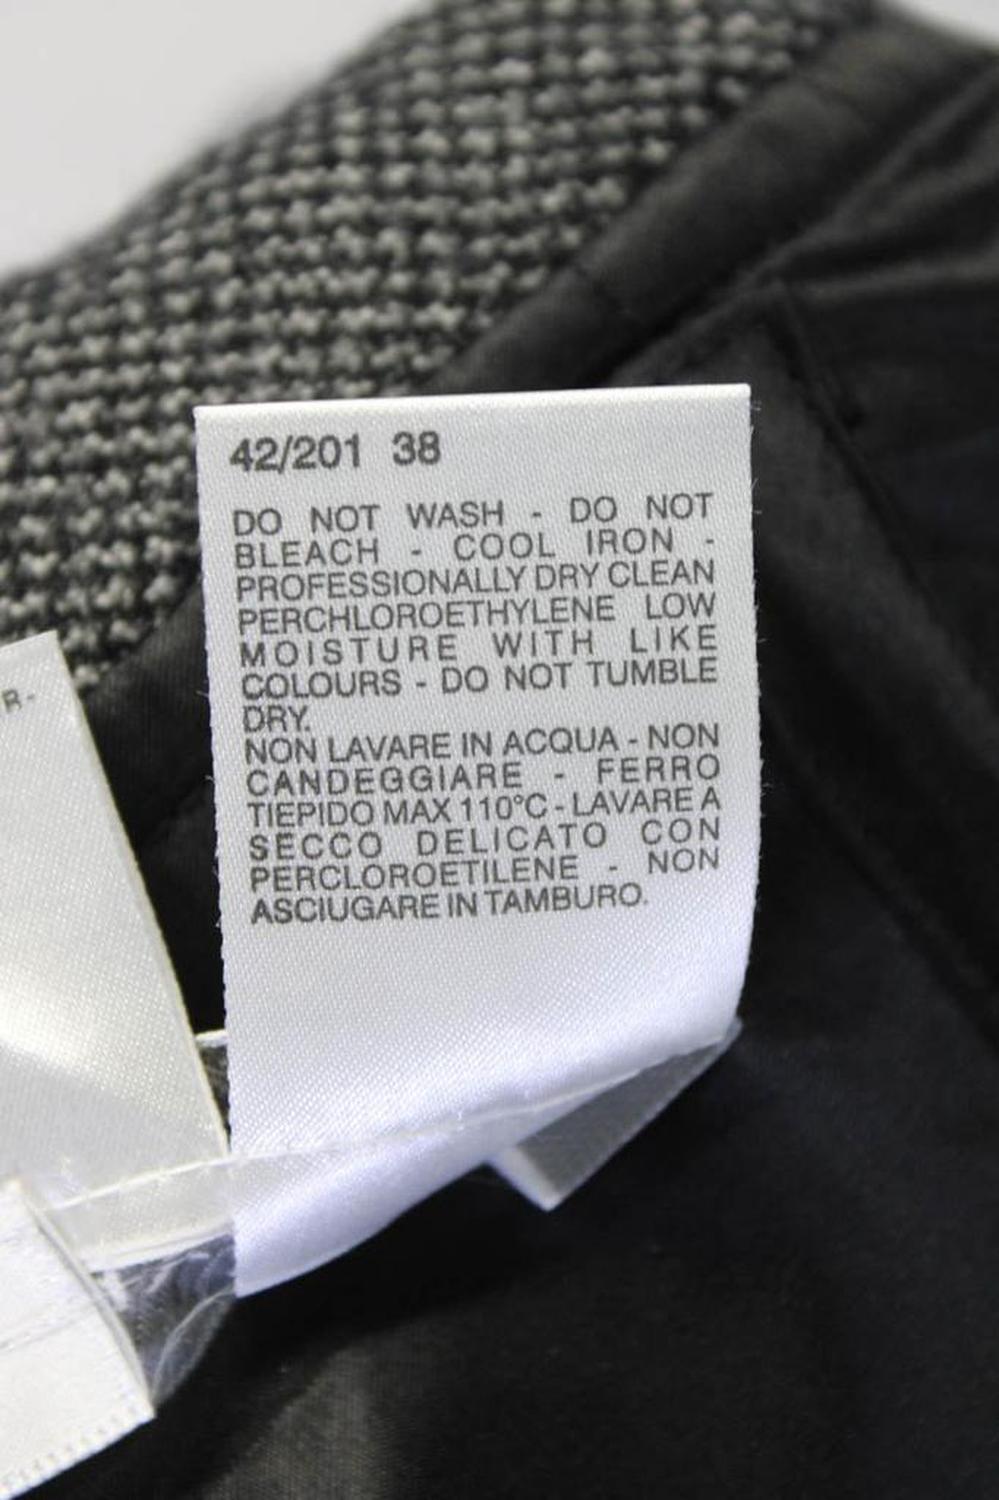 42/201 38
DO NOT WASH - DO NOT
BLEACH - COOL IRON -
PROFESSIONALLY DRY CLEAN
PERCHLOROETHYLENE LOW
MOISTURE WITH LIKE
COLOURS - DO NOT TUMBLE
DRY.
NON LAVARE IN ACQUA - NON
CANDEGGIARE - FERRO
TIEPIDO MAX 110°C - LAVARE A
SECCO DELICATO CON
PERCLOROETILENE - NON
ASCIUGARE IN TAMBURO.
R-